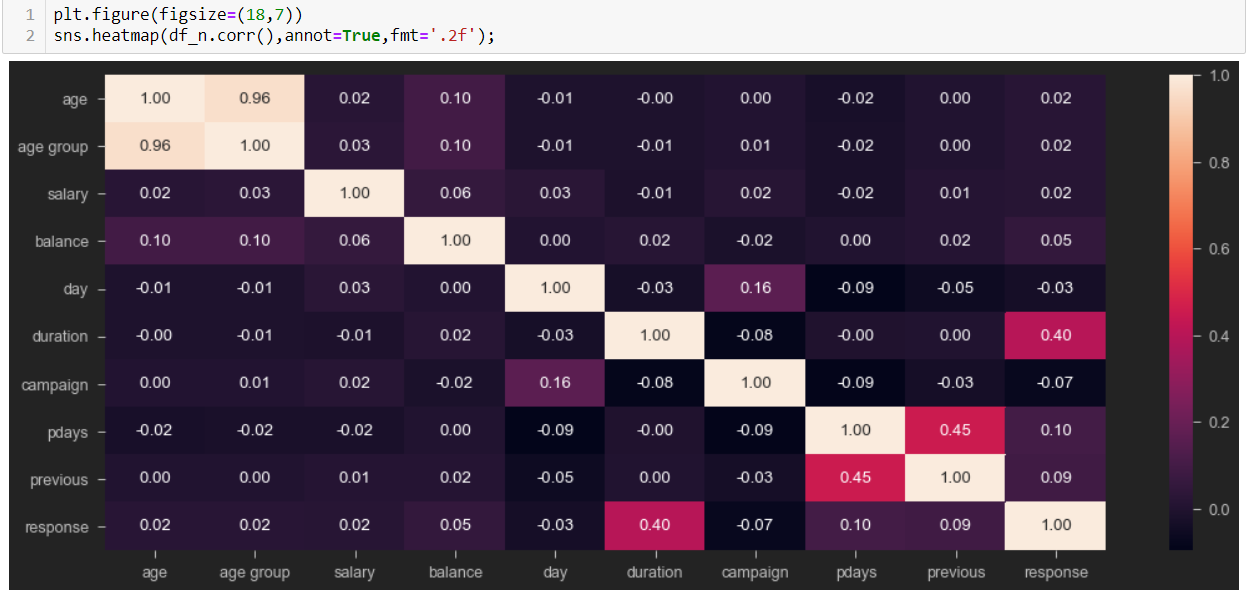 1 plt.figure(figsize=(18,7))
2 sns.heatmap(df_n.corr(),annot=True,fmt='.2f');
age 1.00 0.96 0.02 0.10 -0.01 -0.00 0.00 -0.02 0.00 0.02
age group 0.96 1.00 0.03 0.10 -0.01 -0.01 0.01 -0.02 0.00 0.02
salary 0.02 0.03 1.00 0.06 0.03 -0.01 0.02 -0.02 0.01 0.02
balance 0.10 0.10 0.06 1.00 0.00 0.02 -0.02 0.00 0.02 0.05
day -0.01 -0.01 0.03 0.00 1.00 -0.03 0.16 -0.09 -0.05 -0.03
duration -0.00 -0.01 -0.01 0.02 -0.03 1.00 -0.08 -0.00 0.00 0.40
campaign 0.00 0.01 0.02 -0.02 0.16 -0.08 1.00 -0.09 -0.03 -0.07
pdays -0.02 -0.02 -0.02 0.00 -0.09 -0.00 -0.09 1.00 0.45 0.10
previous 0.00 0.00 0.01 0.02 -0.05 0.00 -0.03 0.45 1.00 0.09
response 0.02 0.02 0.02 0.05 -0.03 0.40 -0.07 0.10 0.09 1.00
age age group salary balance day duration campaign pdays previous response
1.0
0.8
0.6
0.4
0.2
0.0